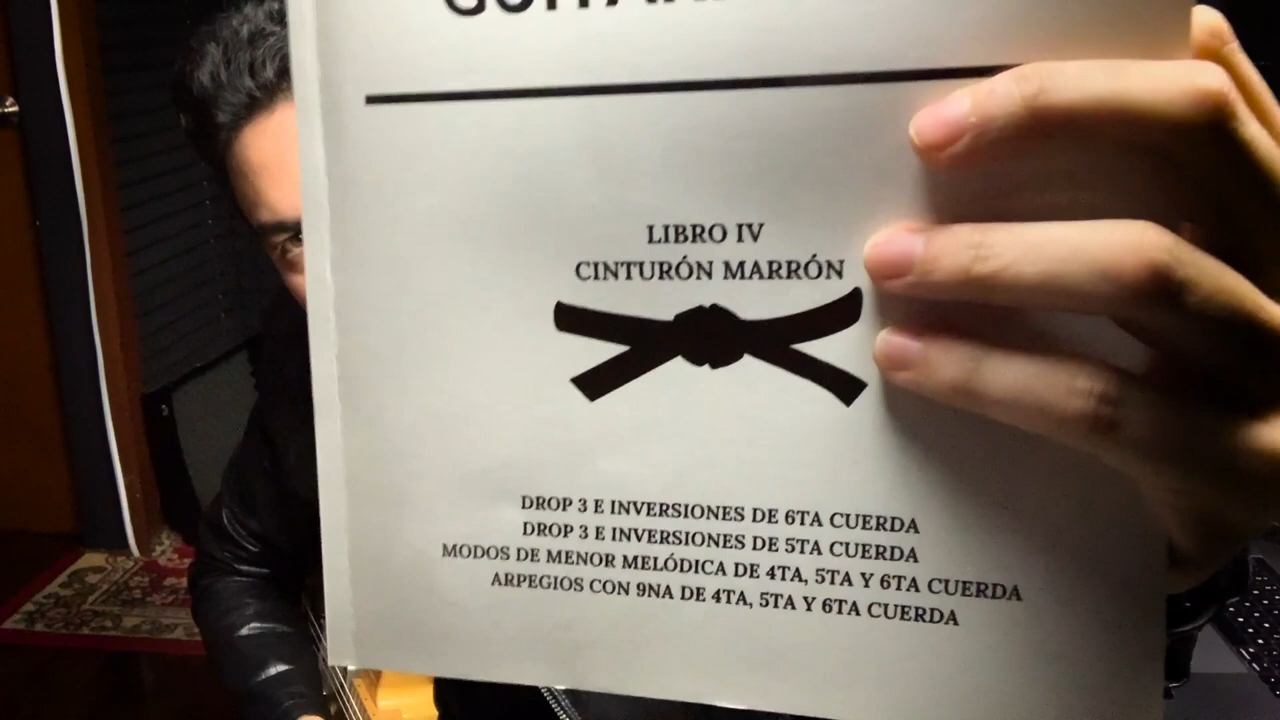 LIBRO IV
CINTURÓN MARRÓN
DROP 3 E INVERSIONES DE 6TA CUERDA
DROP 3 E INVERSIONES DE 5TA CUERDA
MODOS DE MENOR MELÓDICA DE 4TA, 5TA Y 6TA CUERDA
ARPEGIOS CON 9NA DE 4TA, 5TA Y 6TA CUERDA